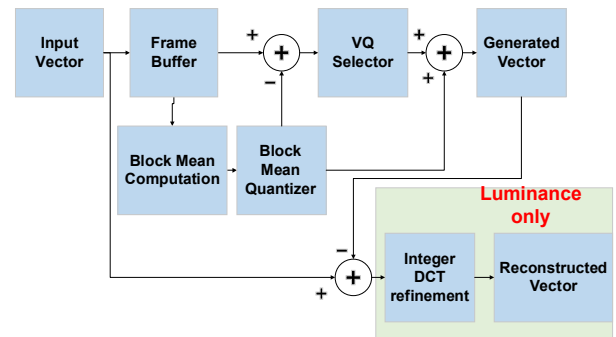 Input
Vector
Frame
Buffer
+
+
−
VQ
Selector
+
+
+
Generated
Vector
Block Mean
Computation
Block
Mean
Quantizer
Luminance
only
−
+
+
Integer
DCT
refinement
Reconstructed
Vector